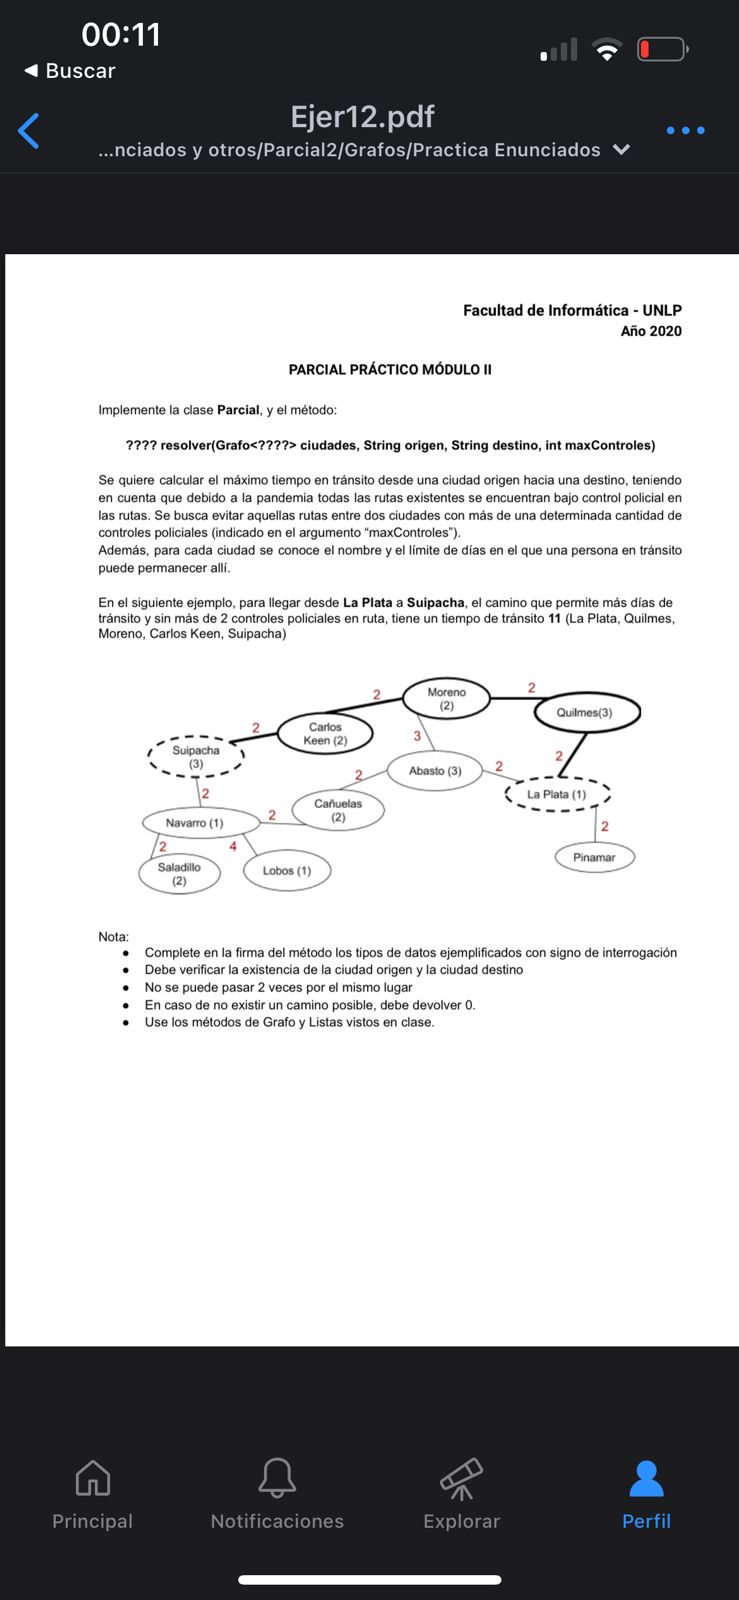 00:11
◀ Buscar
Ejer12.pdf
...nciados y otros/Parcial2/Grafos/Practica Enunciados
Facultad de Informática - UNLP
Año 2020
PARCIAL PRÁCTICO MÓDULO II
Implemente la clase Parcial, y el método:
???? resolver(Grafo<????> ciudades, String origen, String destino, int maxControles)
Se quiere calcular el máximo tiempo en tránsito desde una ciudad origen hacia una destino, teniendo
en cuenta que debido a la pandemia todas las rutas existentes se encuentran bajo control policial en
las rutas. Se busca evitar aquellas rutas entre dos ciudades con más de una determinada cantidad de
controles policiales (indicado en el argumento “maxControles”).
Además, para cada ciudad se conoce el nombre y el límite de días en el que una persona en tránsito
puede permanecer allí.
En el siguiente ejemplo, para llegar desde La Plata a Suipacha, el camino que permite más días de
tránsito y sin más de 2 controles policiales en ruta, tiene un tiempo de tránsito 11 (La Plata, Quilmes,
Moreno, Carlos Keen, Suipacha)
2
Moreno
(2)
2
Quilmes(3)
2
Carlos
Keen (2)
3
Suipacha
(3)
2
Abasto (3)
2
2
La Plata (1)
2
Cañuelas
(2)
Navarro (1)
2
2
2
4
Pinamar
Saladillo
(2)
Lobos (1)
Nota:
• Complete en la firma del método los tipos de datos ejemplificados con signo de interrogación
• Debe verificar la existencia de la ciudad origen y la ciudad destino
• No se puede pasar 2 veces por el mismo lugar
• En caso de no existir un camino posible, debe devolver 0.
• Use los métodos de Grafo y Listas vistos en clase.
Principal
Notificaciones
Explorar
Perfil